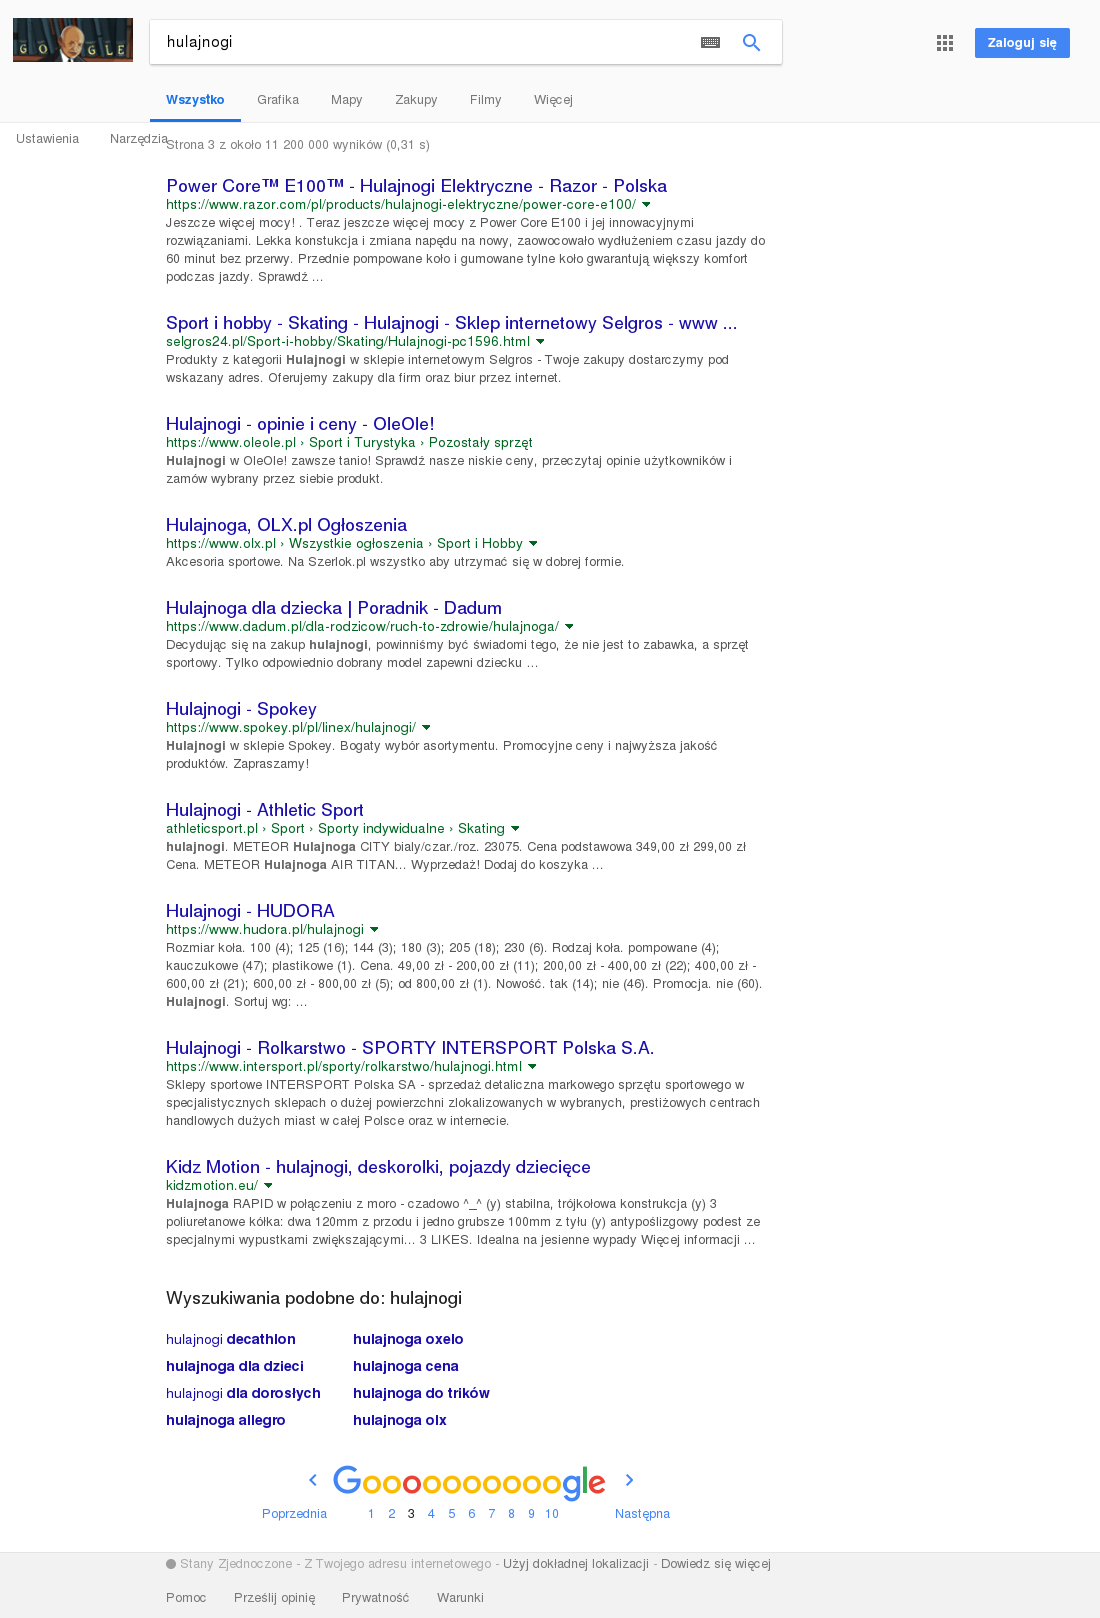 GOOGLE
hulajnogi
Zaloguj się
Wszystko Grafika Mapy Zakupy Filmy Więcej
Ustawienia Narzędzia
Strona 3 z około 11 200 000 wyników (0,31 s)
Power Core™ E100™ - Hulajnogi Elektryczne - Razor - Polska
https://www.razor.com/pl/products/hulajnogi-elektryczne/power-core-e100/
Jeszcze więcej mocy! . Teraz jeszcze więcej mocy z Power Core E100 i jej innowacyjnymi
rozwiązaniami. Lekka konstukcja i zmiana napędu na nowy, zaowocowało wydłużeniem czasu jazdy do
60 minut bez przerwy. Przednie pompowane koło i gumowane tylne koło gwarantują większy komfort
podczas jazdy. Sprawdź ...
Sport i hobby - Skating - Hulajnogi - Sklep internetowy Selgros - www ...
selgros24.pl/Sport-i-hobby/Skating/Hulajnogi-pc1596.html
Produkty z kategorii Hulajnogi w sklepie internetowym Selgros - Twoje zakupy dostarczymy pod
wskazany adres. Oferujemy zakupy dla firm oraz biur przez internet.
Hulajnogi - opinie i ceny - OleOle!
https://www.oleole.pl › Sport i Turystyka › Pozostały sprzęt
Hulajnogi w OleOle! zawsze tanio! Sprawdź nasze niskie ceny, przeczytaj opinie użytkowników i
zamów wybrany przez siebie produkt.
Hulajnoga, OLX.pl Ogłoszenia
https://www.olx.pl › Wszystkie ogłoszenia › Sport i Hobby
Akcesoria sportowe. Na Szerlok.pl wszystko aby utrzymać się w dobrej formie.
Hulajnoga dla dziecka | Poradnik - Dadum
https://www.dadum.pl/dla-rodzicow/ruch-to-zdrowie/hulajnoga/
Decydując się na zakup hulajnogi, powinniśmy być świadomi tego, że nie jest to zabawka, a sprzęt
sportowy. Tylko odpowiednio dobrany model zapewni dziecku ...
Hulajnogi - Spokey
https://www.spokey.pl/pl/linex/hulajnogi/
Hulajnogi w sklepie Spokey. Bogaty wybór asortymentu. Promocyjne ceny i najwyższa jakość
produktów. Zapraszamy!
Hulajnogi - Athletic Sport
athleticsport.pl › Sport › Sporty indywidualne › Skating
hulajnogi. METEOR Hulajnoga CITY bialy/czar./roz. 23075. Cena podstawowa 349,00 zł 299,00 zł
Cena. METEOR Hulajnoga AIR TITAN... Wyprzedaż! Dodaj do koszyka ...
Hulajnogi - HUDORA
https://www.hudora.pl/hulajnogi
Rozmiar koła. 100 (4); 125 (16); 144 (3); 180 (3); 205 (18); 230 (6). Rodzaj koła. pompowane (4);
kauczukowe (47); plastikowe (1). Cena. 49,00 zł - 200,00 zł (11); 200,00 zł - 400,00 zł (22); 400,00 zł -
600,00 zł (21); 600,00 zł - 800,00 zł (5); od 800,00 zł (1). Nowość. tak (14); nie (46). Promocja. nie (60).
Hulajnogi. Sortuj wg: ...
Hulajnogi - Rolkarstwo - SPORTY INTERSPORT Polska S.A.
https://www.intersport.pl/sporty/rolkarstwo/hulajnogi.html
Sklepy sportowe INTERSPORT Polska SA - sprzedaż detaliczna markowego sprzętu sportowego w
specjalistycznych sklepach o dużej powierzchni zlokalizowanych w wybranych, prestiżowych centrach
handlowych dużych miast w całej Polsce oraz w internecie.
Kidz Motion - hulajnogi, deskorolki, pojazdy dziecięce
kidzmotion.eu/
Hulajnoga RAPID w połączeniu z moro - czadowo ^_^ (y) stabilna, trójkołowa konstrukcja (y) 3
poliuretanowe kółka: dwa 120mm z przodu i jedno grubsze 100mm z tyłu (y) antypoślizgowy podest ze
specjalnymi wypustkami zwiększającymi... 3 LIKES. Idealna na jesienne wypady Więcej informacji ...
Wyszukiwania podobne do: hulajnogi
hulajnogi decathlon hulajnoga oxelo
hulajnoga dla dzieci hulajnoga cena
hulajnogi dla dorosłych hulajnoga do trików
hulajnoga allegro hulajnoga olx
Goooooooooogle
Poprzednia 1 2 3 4 5 6 7 8 9 10 Następna
Stany Zjednoczone - Z Twojego adresu internetowego - Użyj dokładnej lokalizacji - Dowiedz się więcej
Pomoc Prześlij opinię Prywatność Warunki